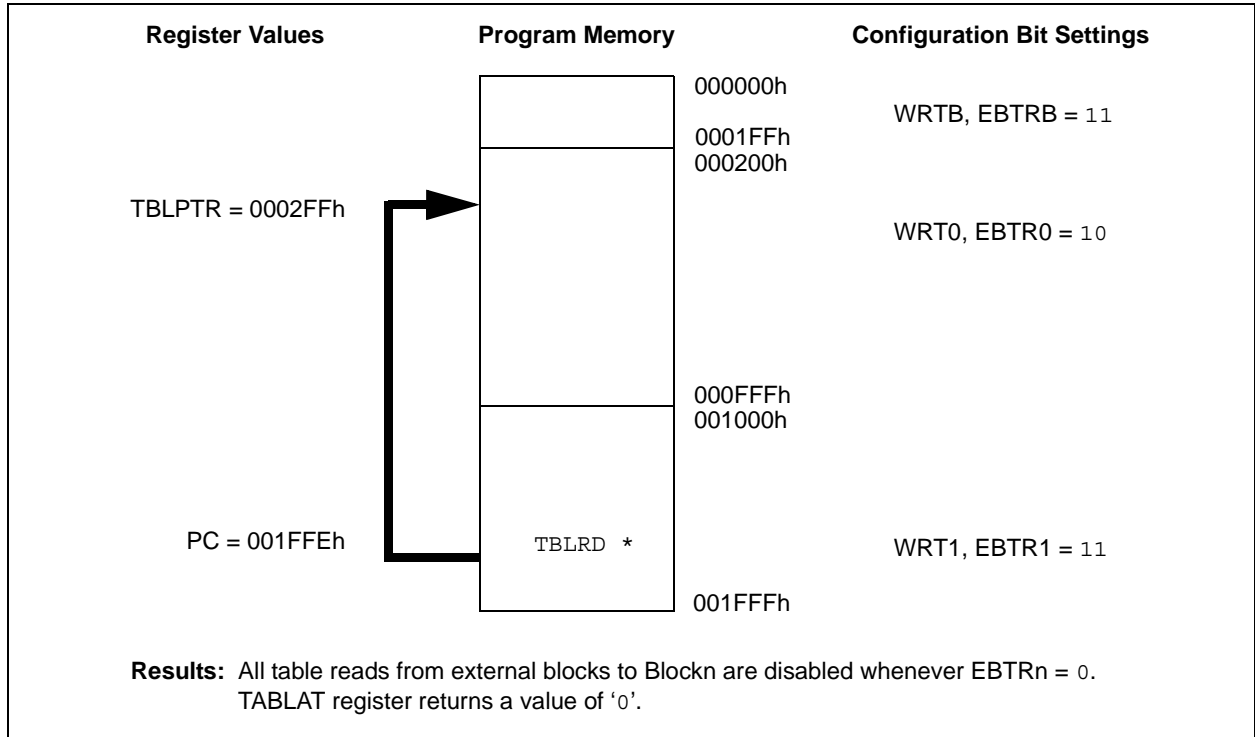 Register Values Program Memory Configuration Bit Settings
000000h
WRTB, EBTRB = 11
0001FFh
000200h
TBLPTR = 0002FFh
WRT0, EBTR0 = 10
000FFFh
001000h
PC = 001FFEh TBLRD * WRT1, EBTR1 = 11
001FFFh
Results: All table reads from external blocks to Blockn are disabled whenever EBTRn = 0.
TABLAT register returns a value of ‘0’.